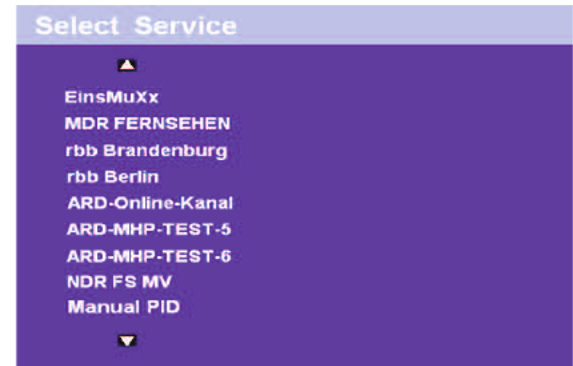 Select Service
EinsMuXx
MDR FERNSEHEN
rbb Brandenburg
rbb Berlin
ARD-Online-Kanal
ARD-MHP-TEST-5
ARD-MHP-TEST-6
NDR FS MV
Manual PID